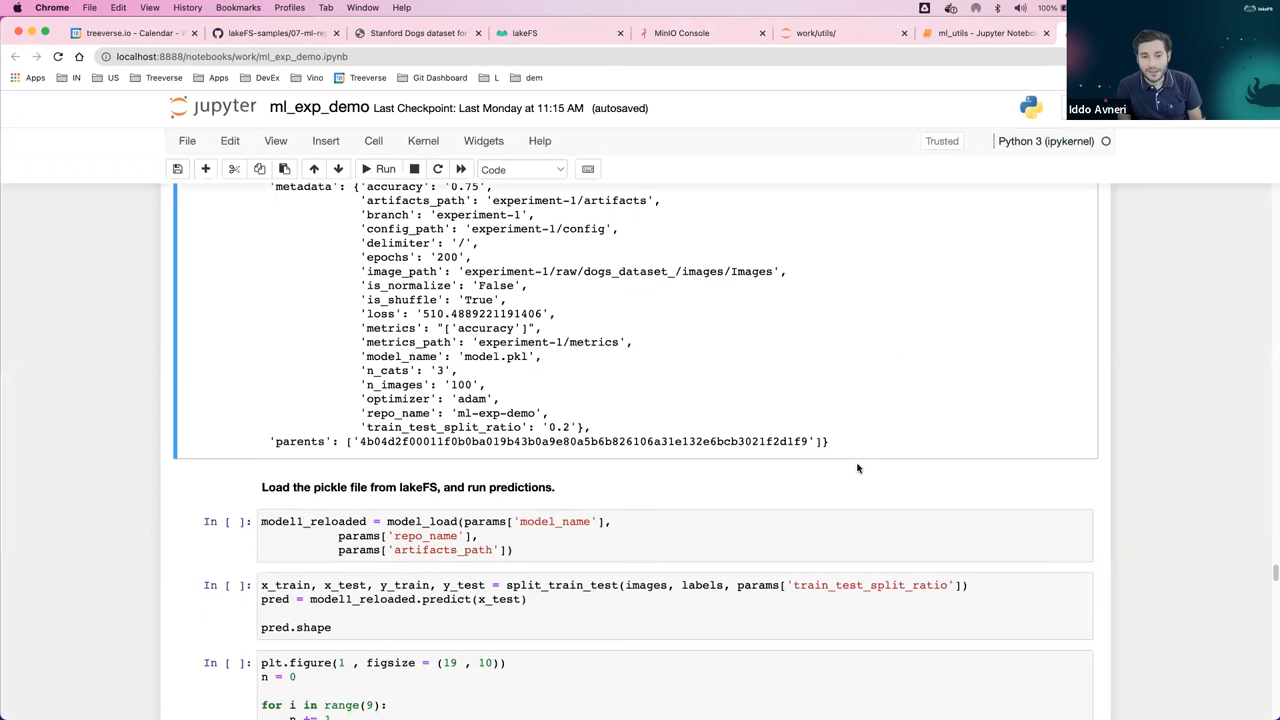 Chrome File Edit View History Bookmarks Profiles Tab Window Help 100%
treeverse.io - Calendar - W
lakeFS-samples/07-ml-rep
Stanford Dogs dataset for
lakeFS
MinIO Console
work/utils/
ml_utils - Jupyter Notebook
lakeFS
localhost:8888/notebooks/work/ml_exp_demo.ipynb
Apps IN US Treeverse Apps DevEx Vino Treeverse Git Dashboard L dem
Iddo Avneri
jupyter ml_exp_demo Last Checkpoint: Last Monday at 11:15 AM (autosaved)
File Edit View Insert Cell Kernel Widgets Help Trusted Python 3 (ipykernel)
Run Code
'metadata': {'accuracy': '0.75',
'artifacts_path': 'experiment-1/artifacts',
'branch': 'experiment-1',
'config_path': 'experiment-1/config',
'delimiter': '/',
'epochs': '200',
'image_path': 'experiment-1/raw/dogs_dataset_/images/Images',
'is_normalize': 'False',
'is_shuffle': 'True',
'loss': '510.4889221191406',
'metrics': "['accuracy']",
'metrics_path': 'experiment-1/metrics',
'model_name': 'model.pkl',
'n_cats': '3',
'n_images': '100',
'optimizer': 'adam',
'repo_name': 'ml-exp-demo',
'train_test_split_ratio': '0.2'},
'parents': ['4b04d2f00011f0b0ba019b43b0a9e80a5b6b826106a31e132e6bcb3021f2d1f9']}
Load the pickle file from lakeFS, and run predictions.
In [ ]: model1_reloaded = model_load(params['model_name'],
params['repo_name'],
params['artifacts_path'])
In [ ]: x_train, x_test, y_train, y_test = split_train_test(images, labels, params['train_test_split_ratio'])
pred = model1_reloaded.predict(x_test)
pred.shape
In [ ]: plt.figure(1 , figsize = (19 , 10))
n = 0
for i in range(9):
n += 1